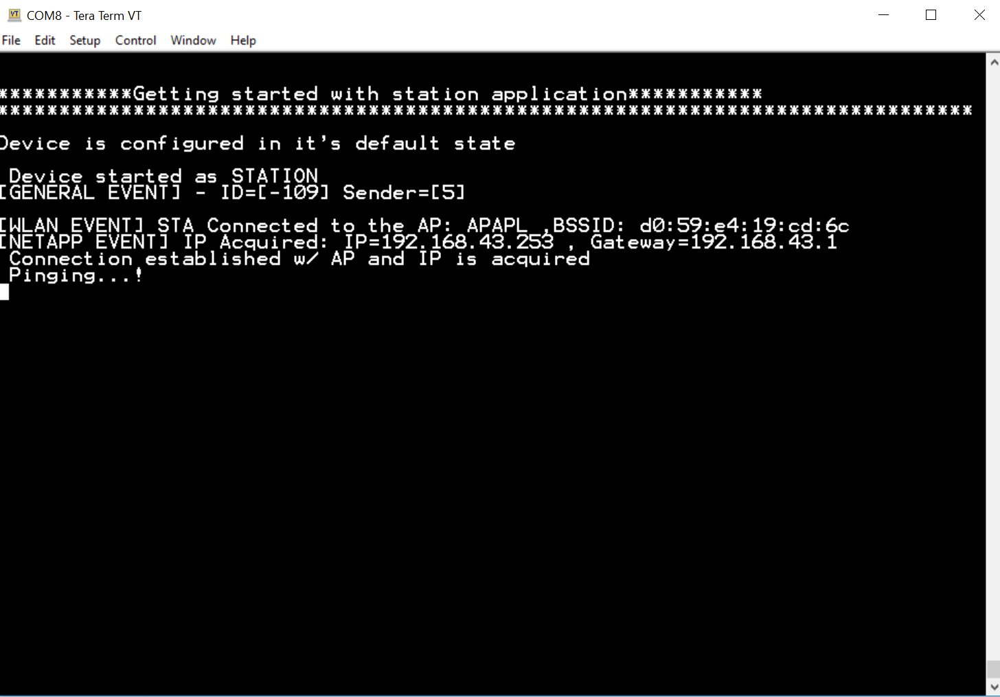 COM8 - Tera Term VT
File Edit Setup Control Window Help
***********Getting started with station application***********
*******************************************************************************
Device is configured in it's default state
Device started as STATION
[GENERAL EVENT] - ID=[-109] Sender=[5]
[WLAN EVENT] STA Connected to the AP: APAPL ,BSSID: d0:59:e4:19:cd:6c
[NETAPP EVENT] IP Acquired: IP=192.168.43.253 , Gateway=192.168.43.1
Connection established w/ AP and IP is acquired
Pinging...!